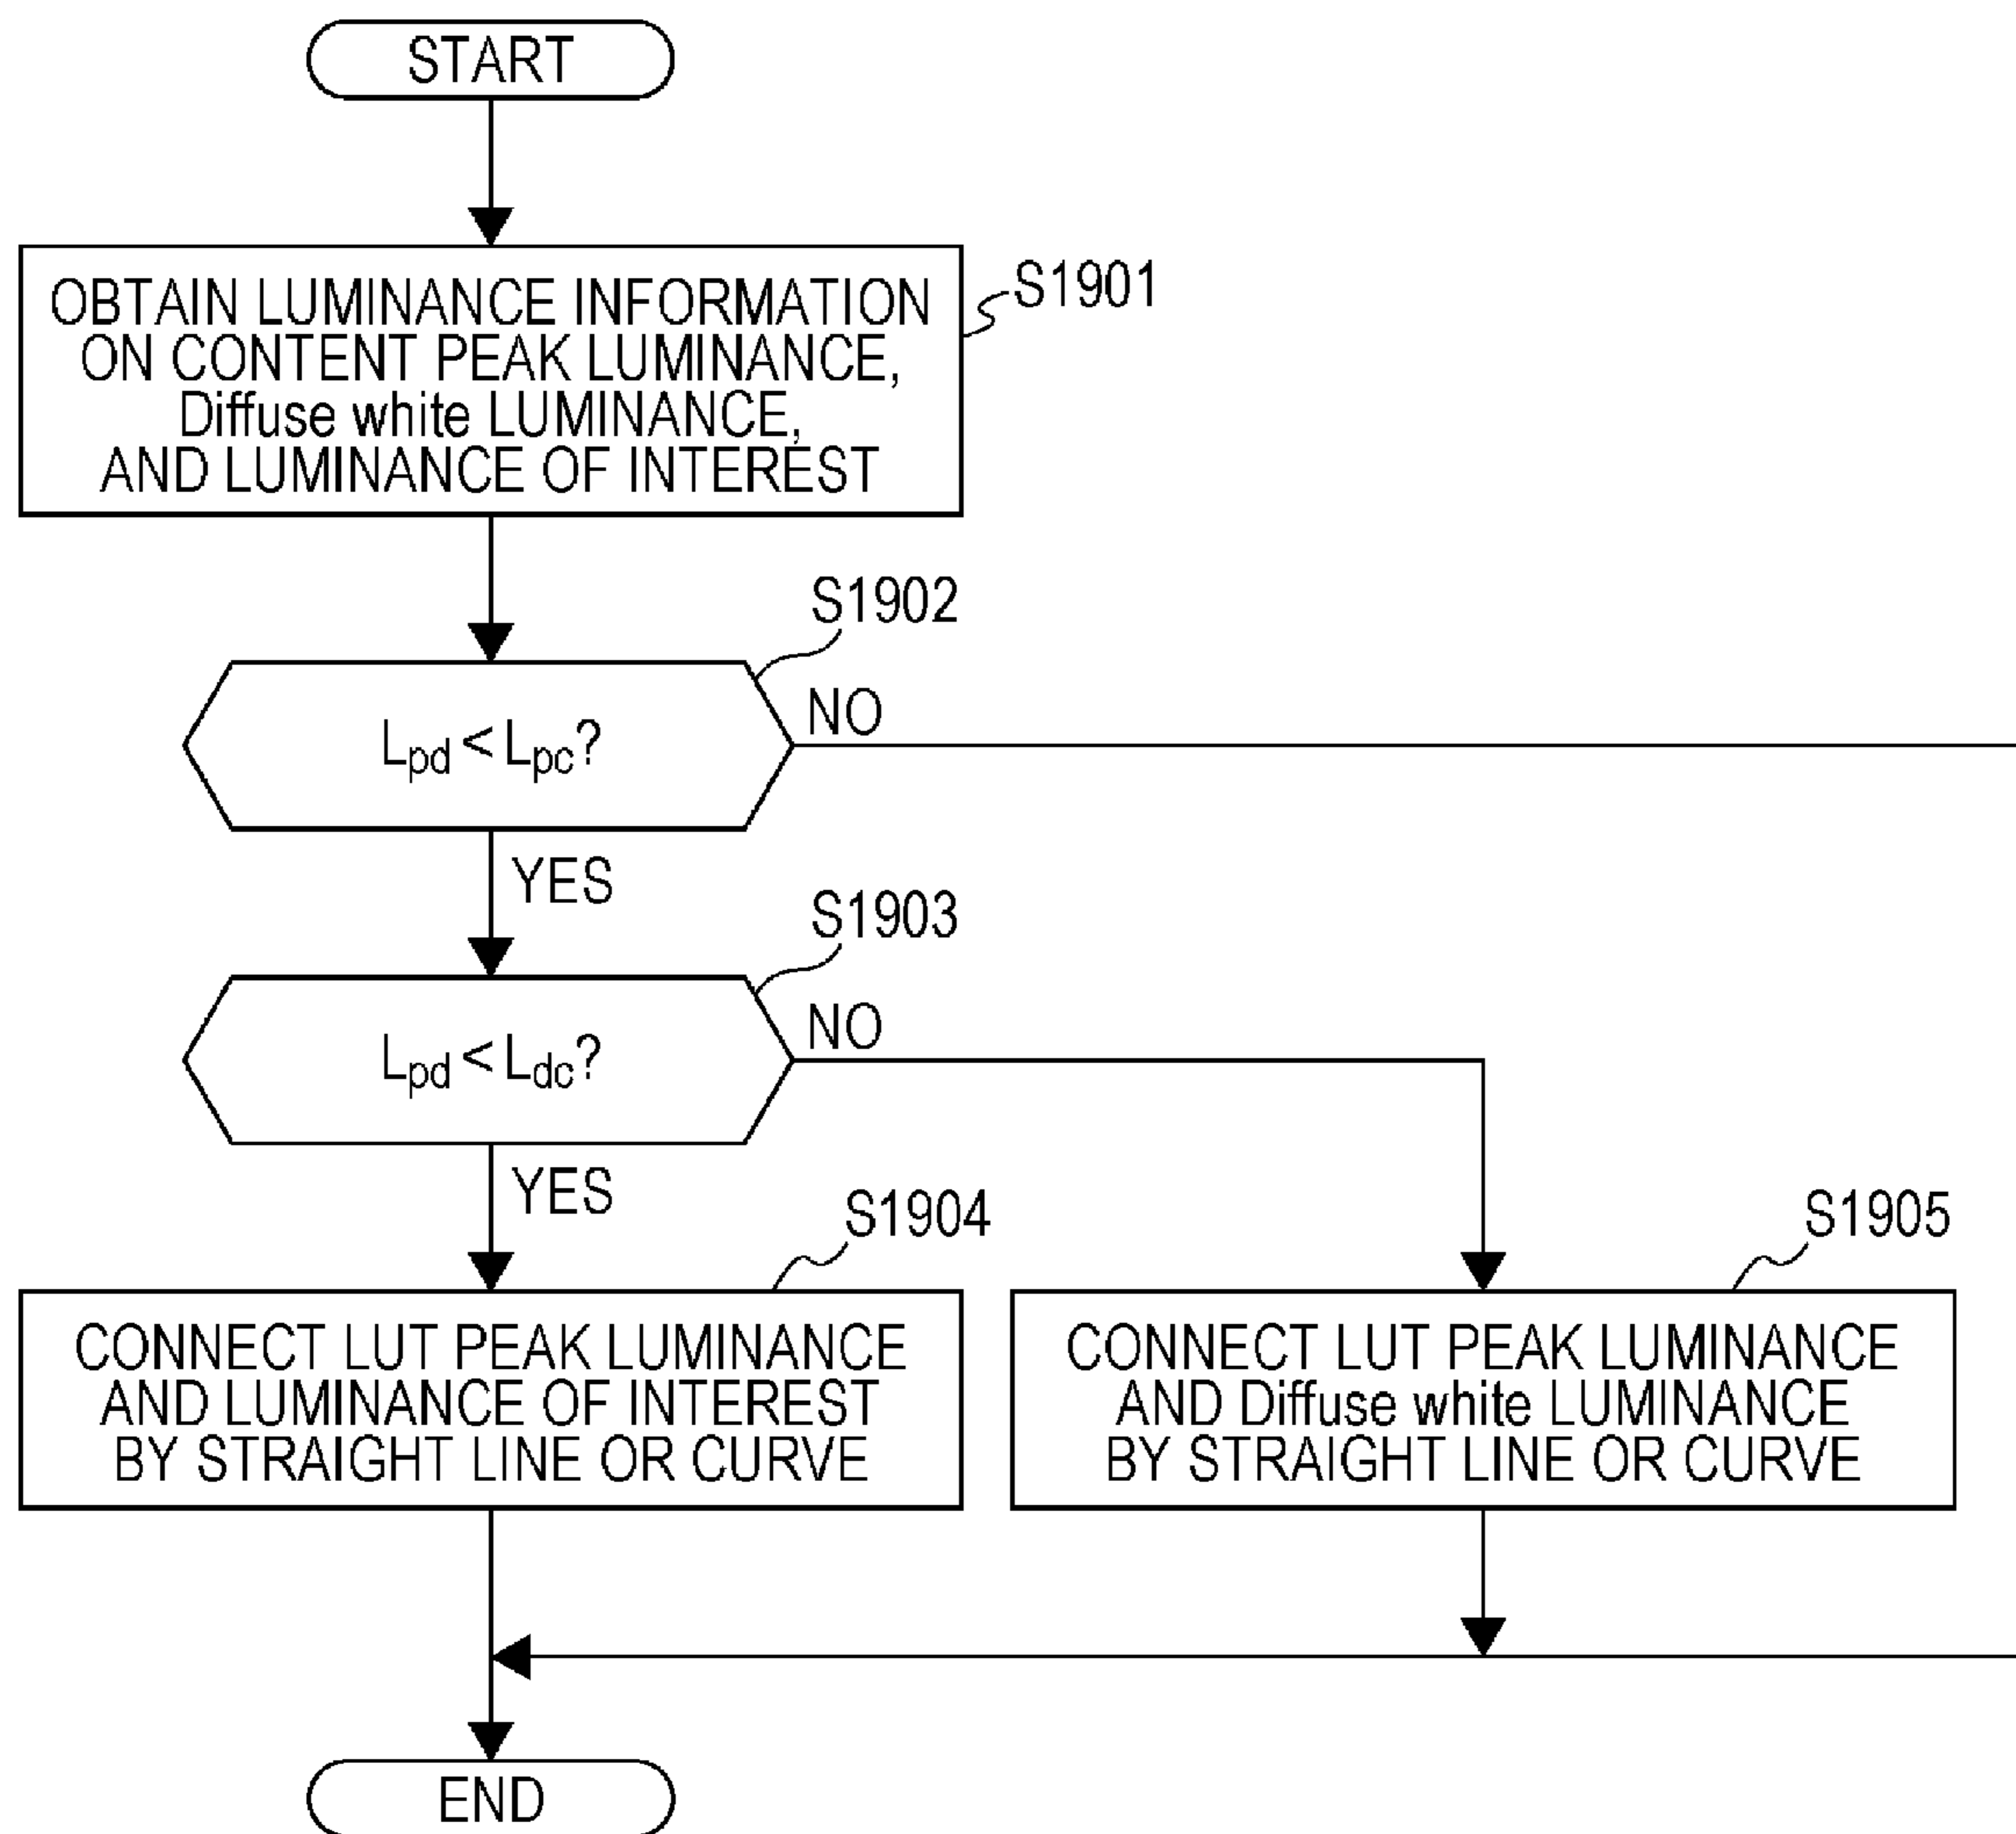 START
OBTAIN LUMINANCE INFORMATION
ON CONTENT PEAK LUMINANCE,
Diffuse white LUMINANCE,
AND LUMINANCE OF INTEREST
S1901
S1902
Lpd < Lpc?
NO
YES
S1903
Lpd < Ldc?
NO
YES
S1904
CONNECT LUT PEAK LUMINANCE
AND LUMINANCE OF INTEREST
BY STRAIGHT LINE OR CURVE
S1905
CONNECT LUT PEAK LUMINANCE
AND Diffuse white LUMINANCE
BY STRAIGHT LINE OR CURVE
END